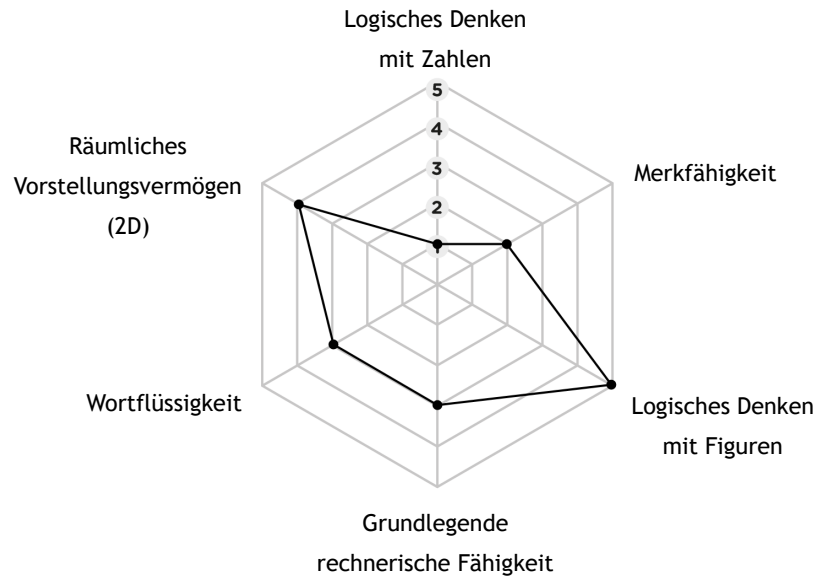 Logisches Denken
mit Zahlen
5
4
3
2
1
Räumliches
Vorstellungsvermögen
(2D)
Merkfähigkeit
Wortflüssigkeit
Logisches Denken
mit Figuren
Grundlegende
rechnerische Fähigkeit